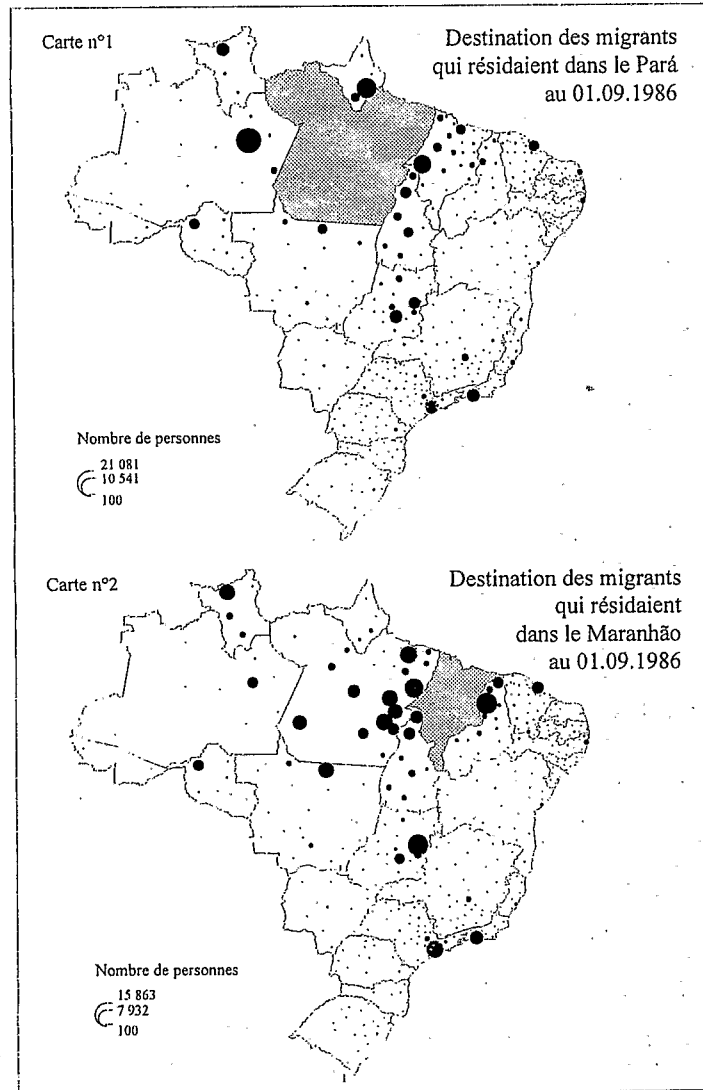 Carte n°1
Destination des migrants
qui résidaient dans le Pará
au 01.09.1986
Nombre de personnes
21 081
10 541
100
Carte n°2
Destination des migrants
qui résidaient
dans le Maranhão
au 01.09.1986
Nombre de personnes
15 863
7 932
100